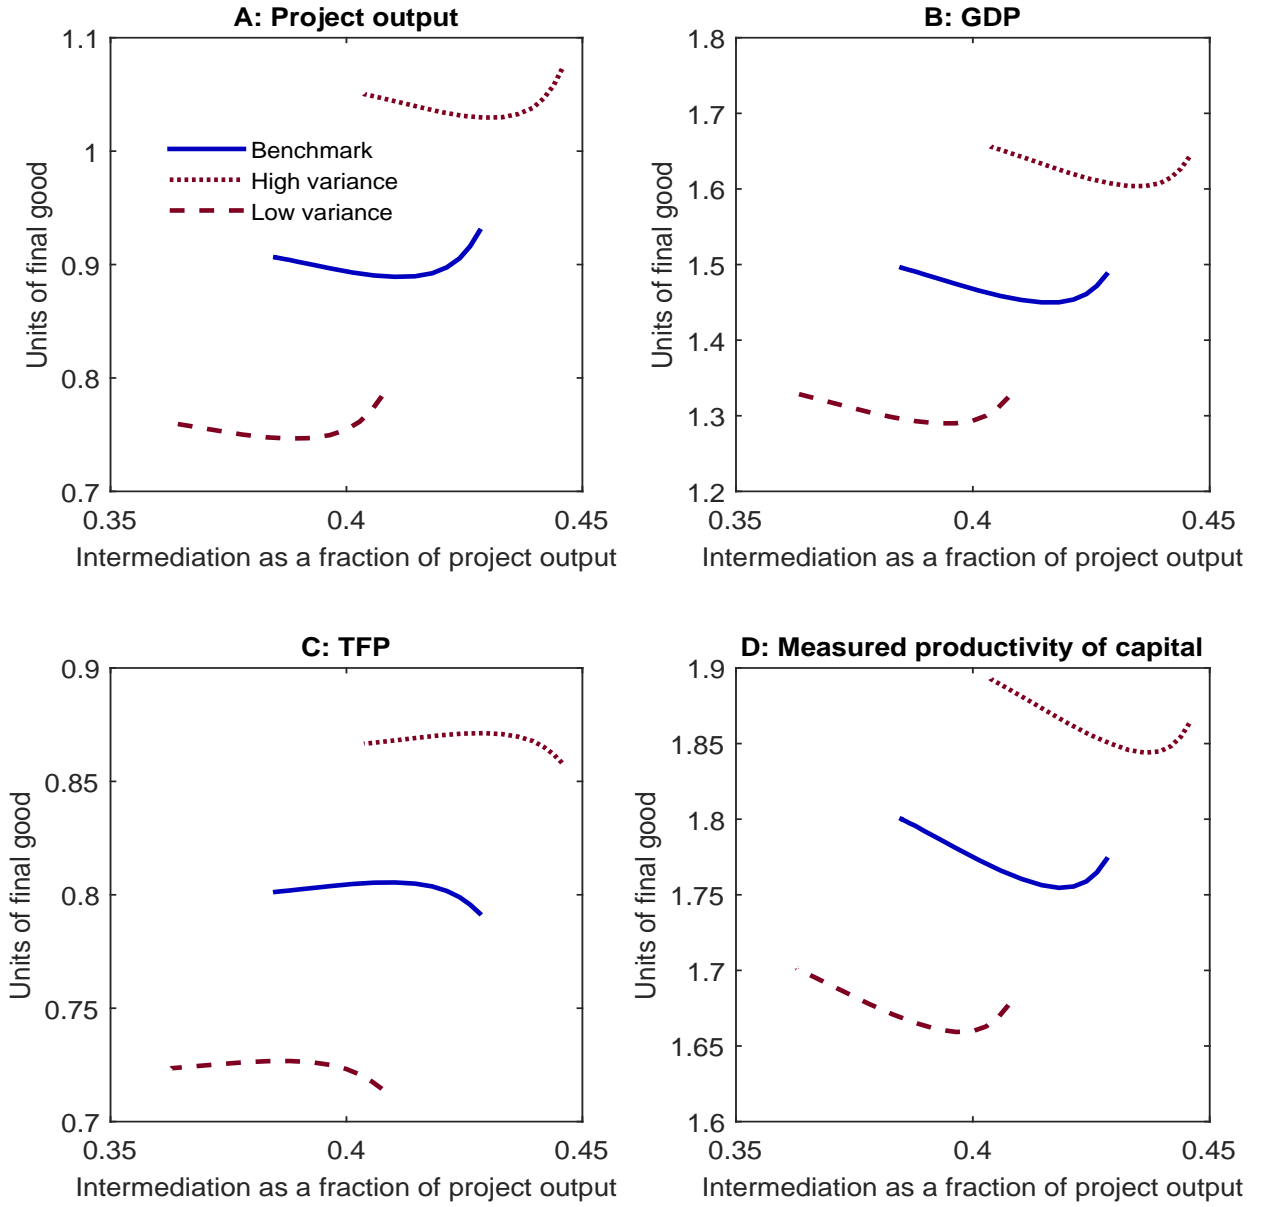 A: Project output
1.1
1
0.9
0.8
0.7
0.35
0.4
0.45
Units of final good
Intermediation as a fraction of project output
Benchmark
High variance
Low variance
B: GDP
1.8
1.7
1.6
1.5
1.4
1.3
1.2
0.35
0.4
0.45
Units of final good
Intermediation as a fraction of project output
C: TFP
0.9
0.85
0.8
0.75
0.7
0.35
0.4
0.45
Units of final good
Intermediation as a fraction of project output
D: Measured productivity of capital
1.9
1.85
1.8
1.75
1.7
1.65
1.6
0.35
0.4
0.45
Units of final good
Intermediation as a fraction of project output